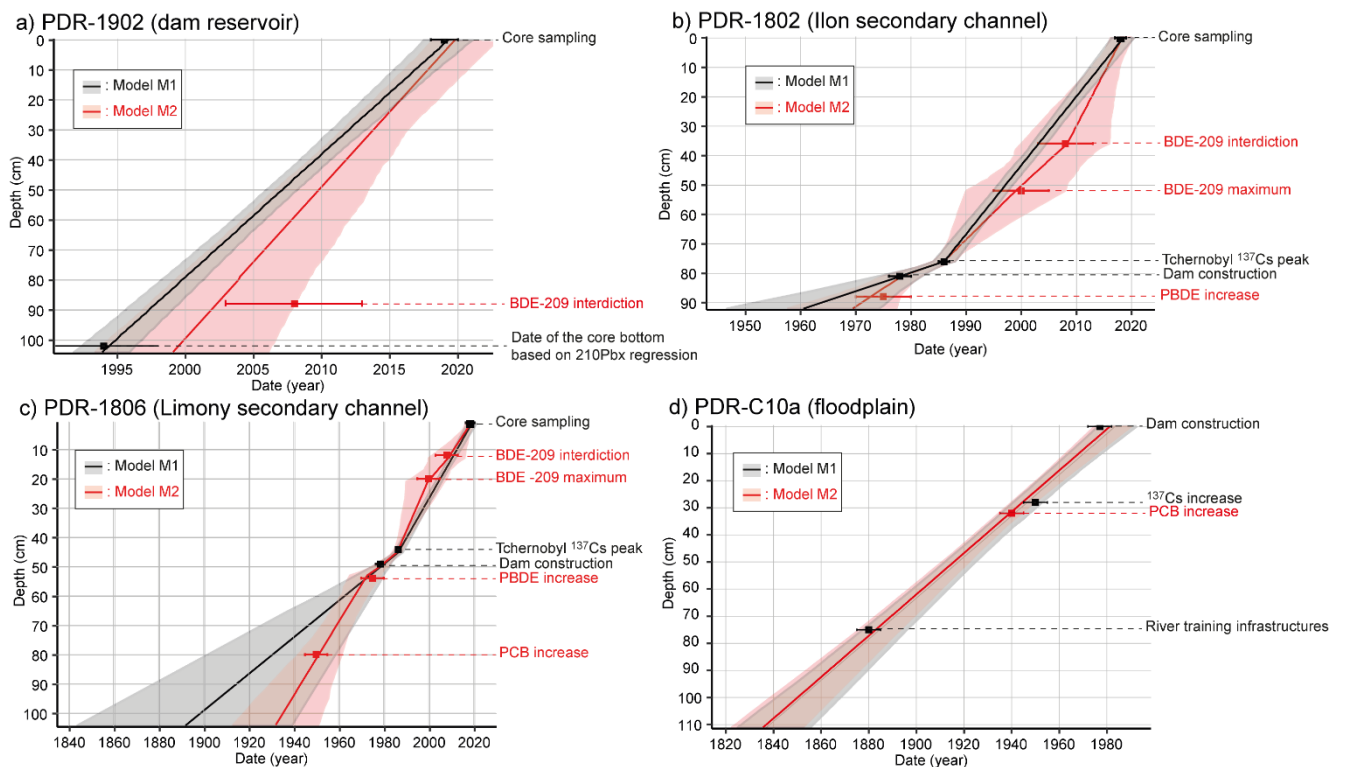 a) PDR-1902 (dam reservoir)
0
10
20
30
40
50
60
70
80
90
100
Depth (cm)
: Model M1
: Model M2
Core sampling
BDE-209 interdiction
Date of the core bottom
based on 210Pbx regression
1995
2000
2005
2010
2015
2020
Date (year)
b) PDR-1802 (Ilon secondary channel)
0
10
20
30
40
50
60
70
80
90
Depth (cm)
: Model M1
: Model M2
Core sampling
BDE-209 interdiction
BDE-209 maximum
Tchernobyl ¹³⁷Cs peak
Dam construction
PBDE increase
1950
1960
1970
1980
1990
2000
2010
2020
Date (year)
c) PDR-1806 (Limony secondary channel)
10
20
30
40
50
60
70
80
90
100
Depth (cm)
: Model M1
: Model M2
Core sampling
BDE-209 interdiction
BDE -209 maximum
Tchernobyl ¹³⁷Cs peak
Dam construction
PBDE increase
PCB increase
1840
1860
1880
1900
1920
1940
1960
1980
2000
2020
Date (year)
d) PDR-C10a (floodplain)
0
10
20
30
40
50
60
70
80
90
100
110
Depth (cm)
: Model M1
: Model M2
Dam construction
¹³⁷Cs increase
PCB increase
River training infrastructures
1820
1840
1860
1880
1900
1920
1940
1960
1980
Date (year)